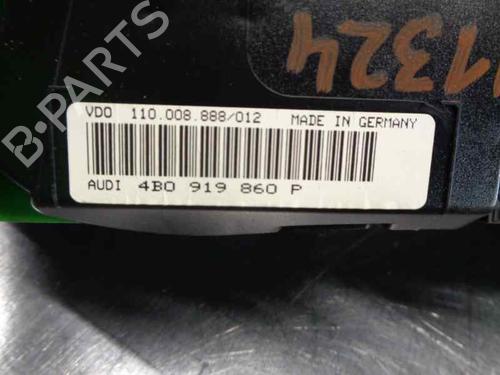 1324
VDO 110.008.888/012 MADE IN GERMANY
AUDI 4B0 919 860 P
B-PARTS